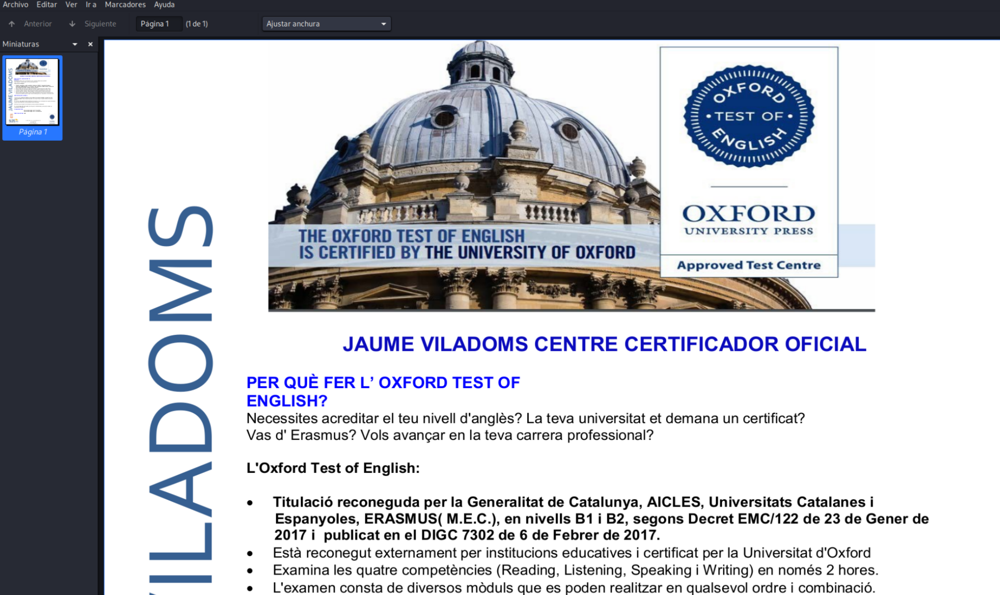 Archivo Editar Ver Ir a Marcadores Ayuda
Anterior Siguiente Página 1 (1 de 1) Ajustar anchura
Miniaturas
JAUME VILADOMS
Página 1
VILADOMS
OXFORD
TEST OF
ENGLISH
OXFORD
UNIVERSITY PRESS
Approved Test Centre
THE OXFORD TEST OF ENGLISH
IS CERTIFIED BY THE UNIVERSITY OF OXFORD
JAUME VILADOMS CENTRE CERTIFICADOR OFICIAL
PER QUÈ FER L’ OXFORD TEST OF
ENGLISH?
Necessites acreditar el teu nivell d'anglès? La teva universitat et demana un certificat?
Vas d' Erasmus? Vols avançar en la teva carrera professional?
L'Oxford Test of English:
• Titulació reconeguda per la Generalitat de Catalunya, AICLES, Universitats Catalanes i
Espanyoles, ERASMUS( M.E.C.), en nivells B1 i B2, segons Decret EMC/122 de 23 de Gener de
2017 i  publicat en el DIGC 7302 de 6 de Febrer de 2017.
• Està reconegut externament per institucions educatives i certificat per la Universitat d'Oxford
• Examina les quatre competències (Reading, Listening, Speaking i Writing) en només 2 hores.
• L'examen consta de diversos mòduls que es poden realitzar en qualsevol ordre i combinació.